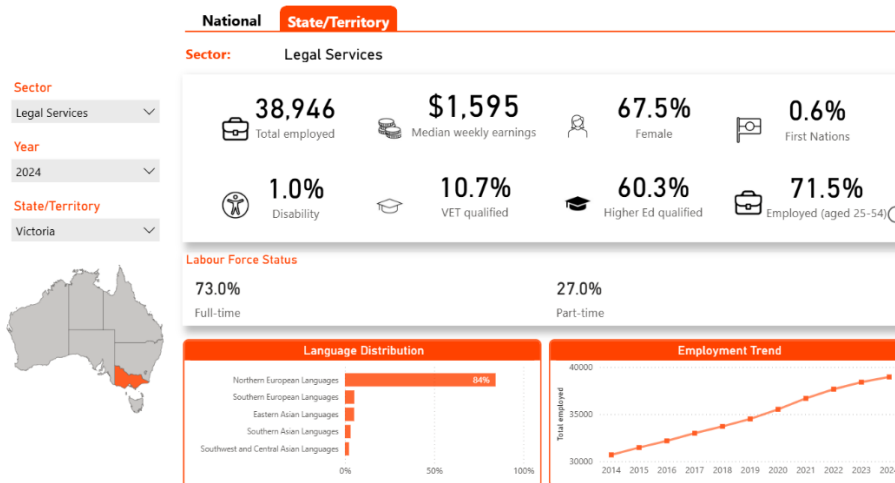 National
State/Territory
Sector:
Legal Services
Sector
Legal Services
Year
2024
State/Territory
Victoria
38,946
Total employed
$1,595
Median weekly earnings
67.5%
Female
0.6%
First Nations
1.0%
Disability
10.7%
VET qualified
60.3%
Higher Ed qualified
71.5%
Employed (aged 25-54)
Labour Force Status
73.0%
Full-time
27.0%
Part-time
Language Distribution
Northern European Languages
84%
Southern European Languages
Eastern Asian Languages
Southern Asian Languages
Southwest and Central Asian Languages
0%
50%
100%
Employment Trend
Total employed
40000
35000
30000
2014 2015 2016 2017 2018 2019 2020 2021 2022 2023 2024